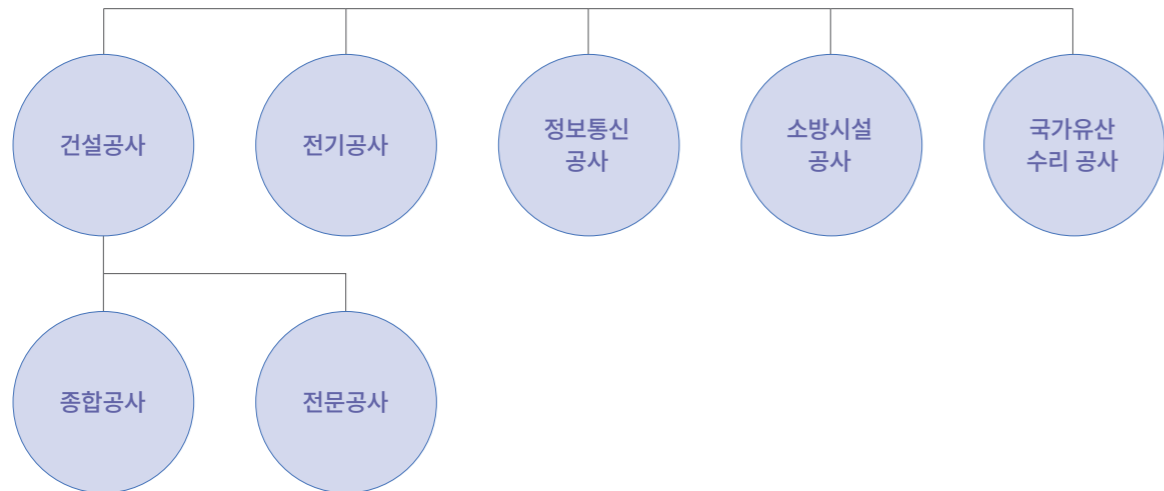 건설공사
전기공사
정보통신
공사
소방시설
공사
국가유산
수리 공사
종합공사
전문공사